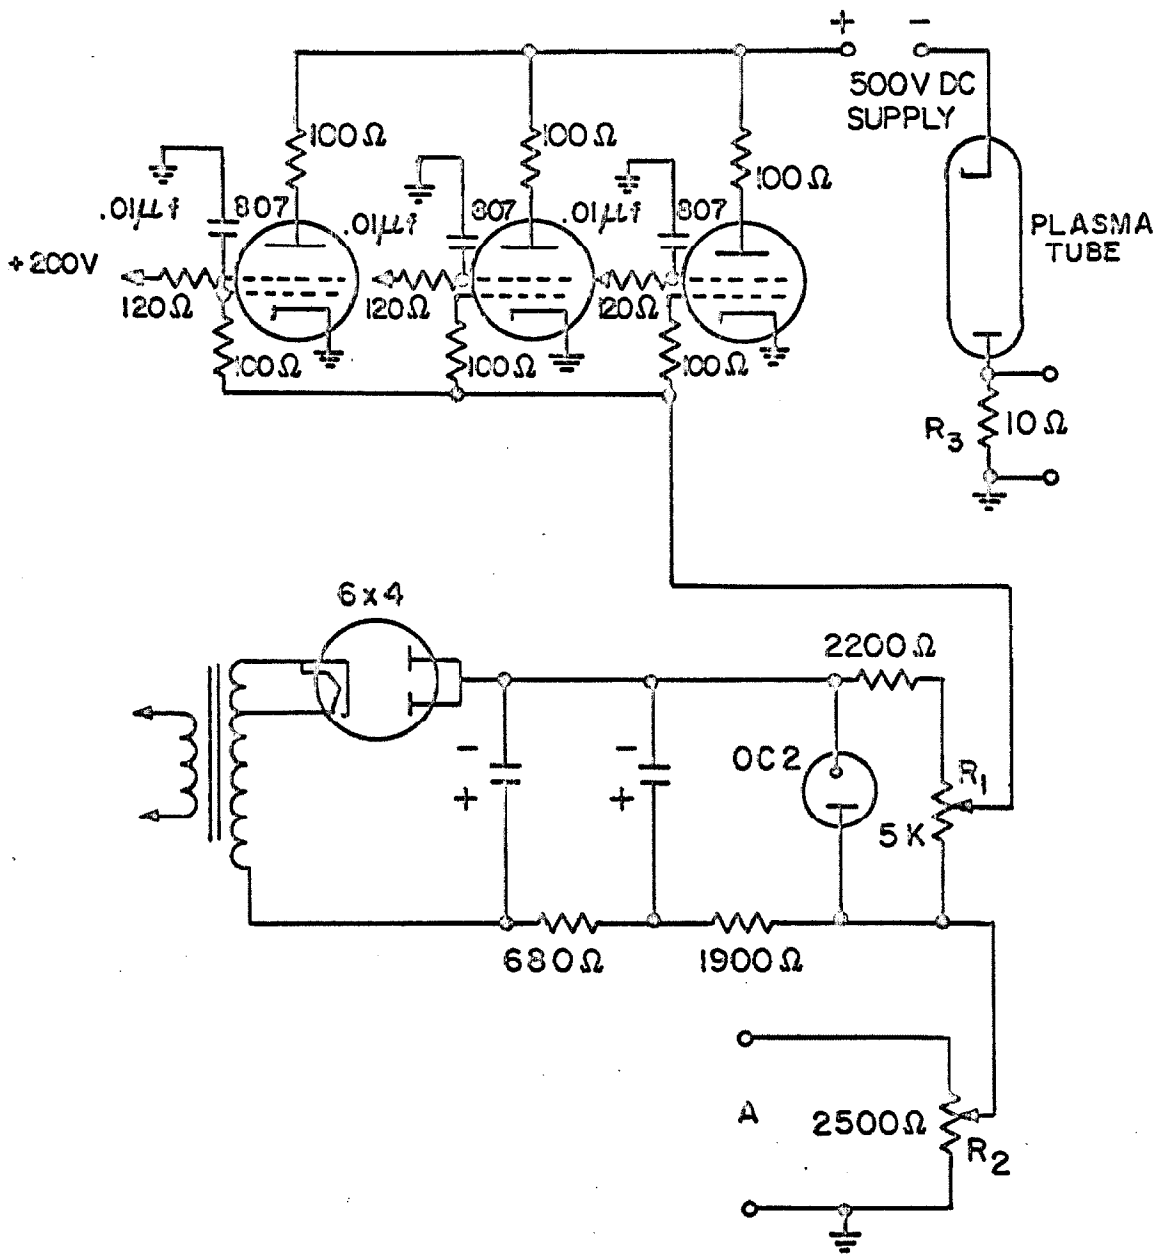 + −
500V DC
SUPPLY
100Ω 100Ω 100Ω
.01µf 807 .01µf 807 .01µf 807
PLASMA
TUBE
+200V
120Ω 120Ω 120Ω
100Ω 100Ω 100Ω
R3 10Ω
6x4
2200Ω
− −
+ +
OC2
R1
5K
680Ω 1900Ω
A
2500Ω
R2